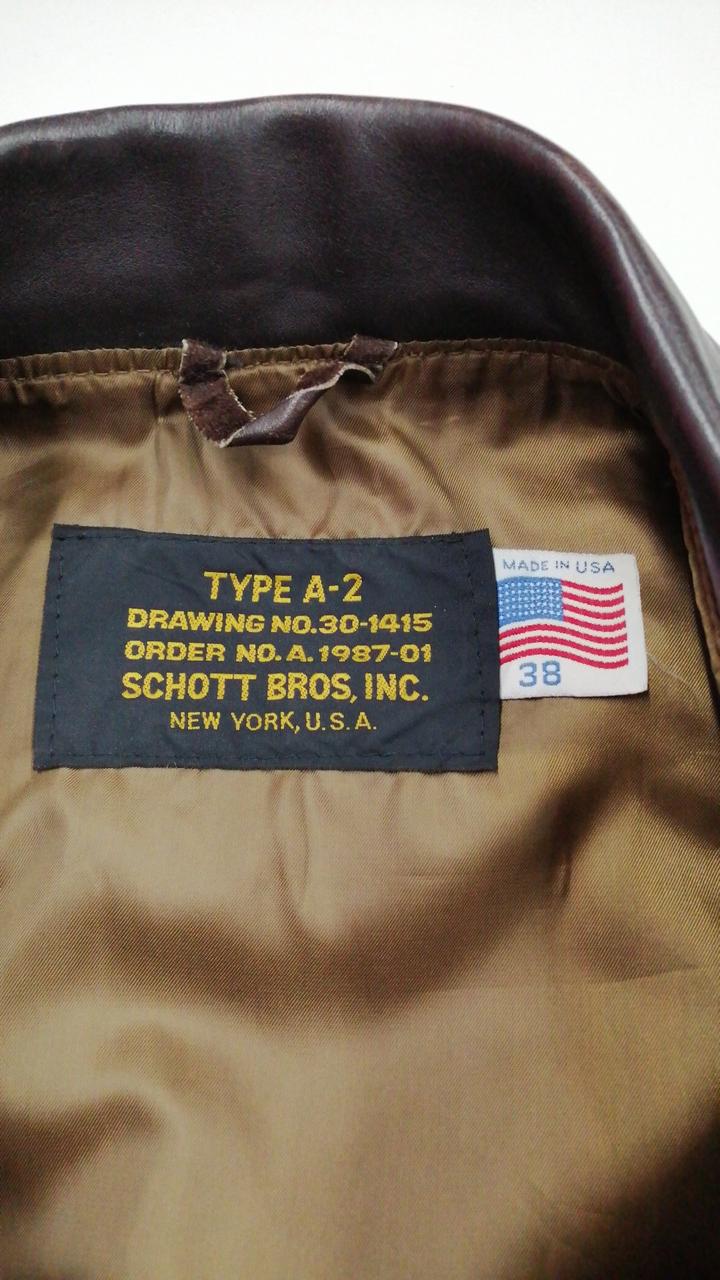 TYPE A-2
DRAWING NO.30-1415
ORDER NO.A.1987-01
SCHOTT BROS, INC.
NEW YORK, U.S.A.
MADE IN USA
38